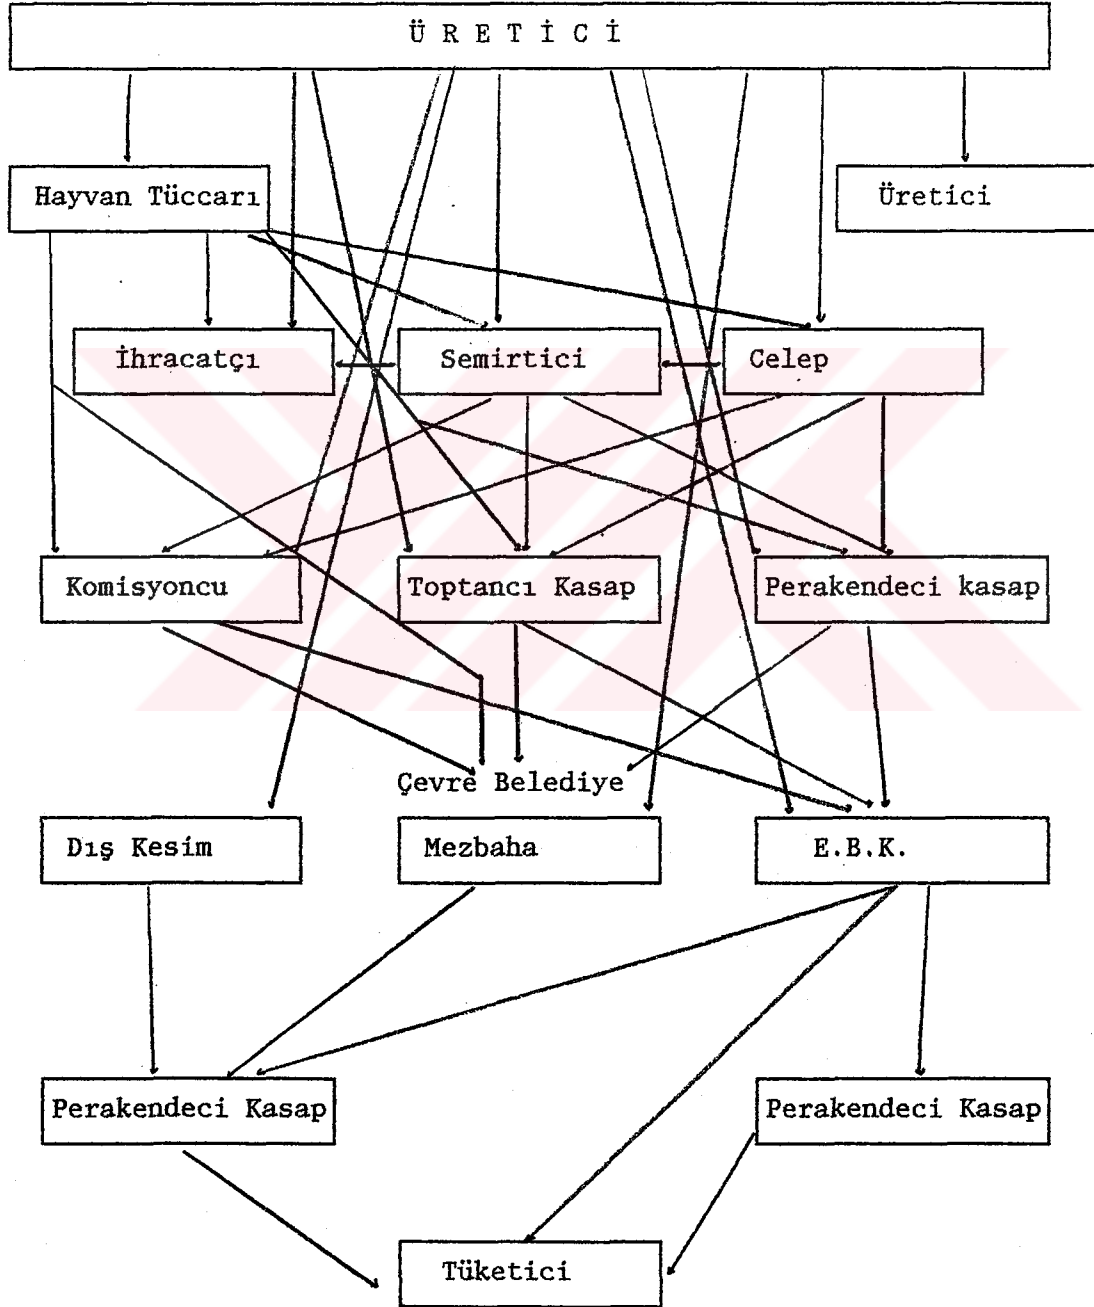 Ü R E T İ C İ
Hayvan Tüccarı
Üretici
İhracatçı
Semirtici
Celep
Komisyoncu
Toptancı Kasap
Perakendeci kasap
Çevre Belediye
Dış Kesim
Mezbaha
E.B.K.
Perakendeci Kasap
Perakendeci Kasap
Tüketici